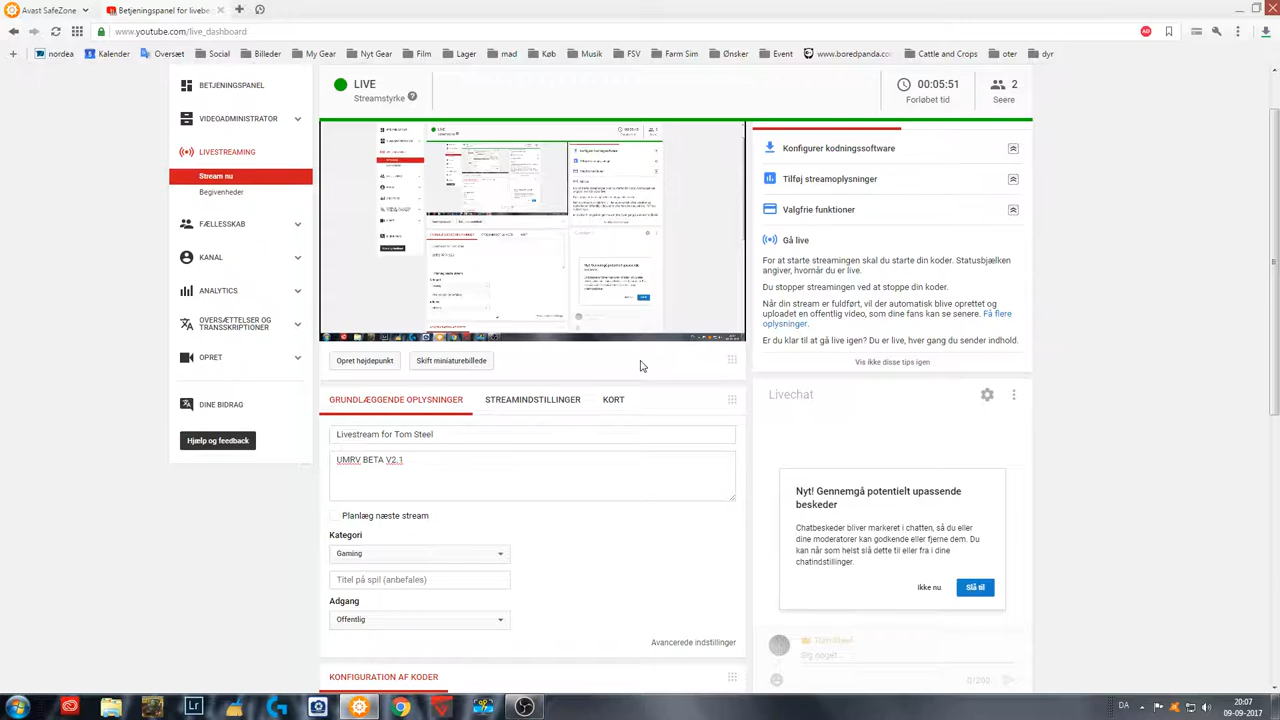 Avast SafeZone
Betjeningspanel for livebe
www.youtube.com/live_dashboard
nordea
Kalender
Oversæt
Social
Billeder
My Gear
Nyt Gear
Film
Lager
mad
Køb
Musik
FSV
Farm Sim
Ønsker
Event
www.boredpanda.com
Cattle and Crops
oter
dyr
BETJENINGSPANEL
VIDEOADMINISTRATOR
LIVESTREAMING
Stream nu
Begivenheder
FÆLLESSKAB
KANAL
ANALYTICS
OVERSÆTTELSER OG
TRANSSKRIPTIONER
OPRET
DINE BIDRAG
Hjælp og feedback
LIVE
Streamstyrke
00:05:51
Forløbet tid
2
Seere
Opret højdepunkt
Skift miniaturebillede
GRUNDLÆGGENDE OPLYSNINGER
STREAMINDSTILLINGER
KORT
Livestream for Tom Steel
UMRV BETA V2.1
Planlæg næste stream
Kategori
Gaming
Titel på spil (anbefales)
Adgang
Offentlig
Avancerede indstillinger
KONFIGURATION AF KODER
Konfigurer kodningssoftware
Tilføj streamoplysninger
Valgfrie funktioner
Gå live
For at starte streamingen skal du starte din koder. Statusbjælken
angiver, hvornår du er live.
Du stopper streamingen ved at stoppe din koder.
Når din stream er fuldført, vil der automatisk blive oprettet og
uploadet en offentlig video, som dine fans kan se senere. Få flere
oplysninger.
Er du klar til at gå live igen? Du er live, hver gang du sender indhold.
Vis ikke disse tips igen
Livechat
Nyt! Gennemgå potentielt upassende
beskeder
Chatbeskeder bliver markeret i chatten, så du eller
dine moderatorer kan godkende eller fjerne dem. Du
kan når som helst slå dette til eller fra i dine
chatindstillinger.
Ikke nu
Slå til
Tom Steel
Sig noget...
0/200
DA
20:07
09-09-2017